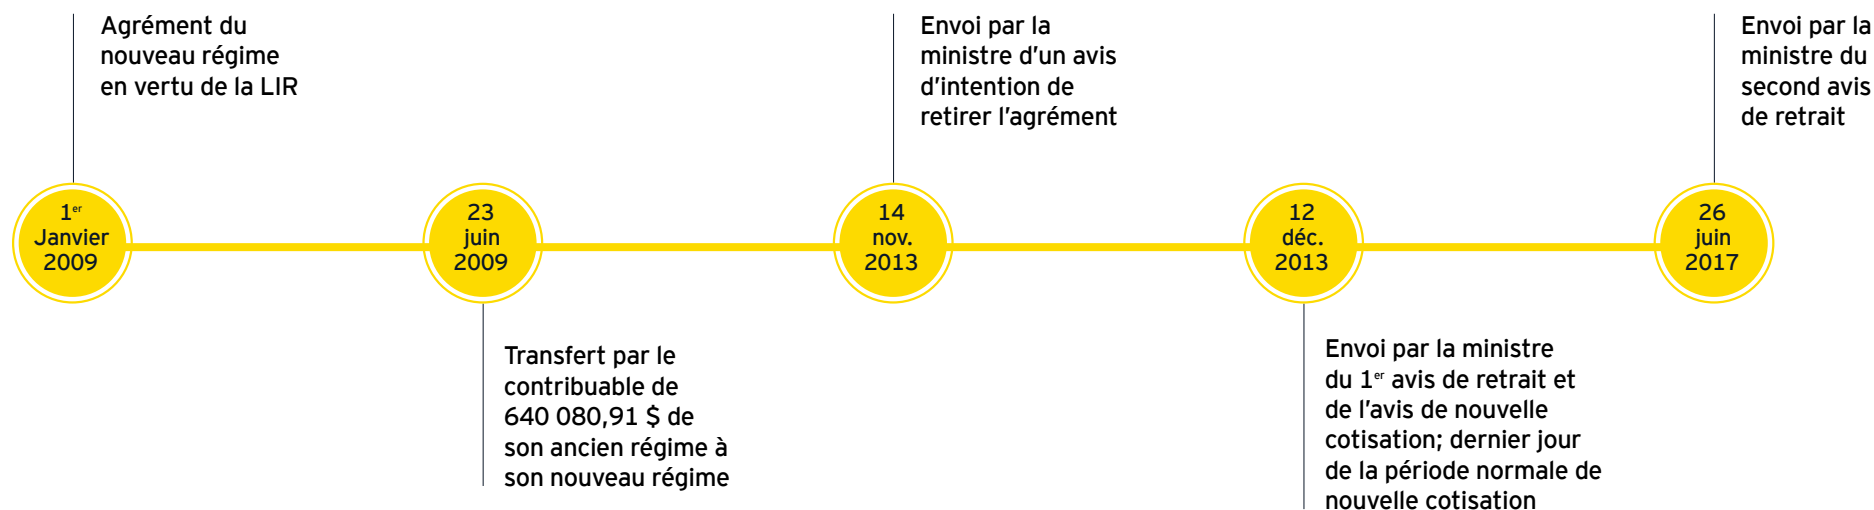 Agrément du
nouveau régime
en vertu de la LIR
1er
Janvier
2009
23
juin
2009
Transfert par le
contribuable de
640 080,91 $ de
son ancien régime à
son nouveau régime
Envoi par la
ministre d'un avis
d'intention de
retirer l'agrément
14
nov.
2013
12
déc.
2013
Envoi par la ministre
du 1er avis de retrait et
de l'avis de nouvelle
cotisation; dernier jour
de la période normale de
nouvelle cotisation
Envoi par la
ministre du
second avis
de retrait
26
juin
2017